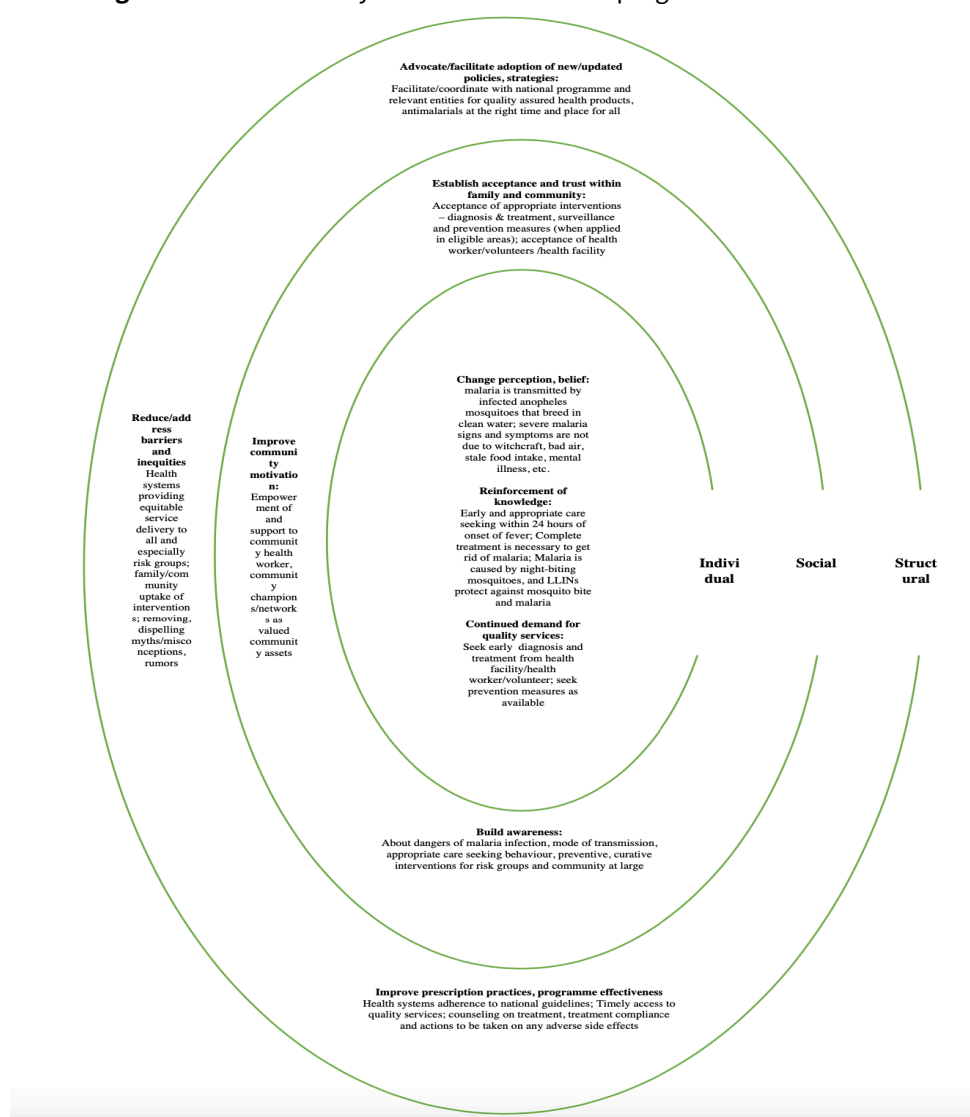 Advocate/facilitate adoption of new/updated
policies, strategies:
Facilitate/coordinate with national programme and
relevant entities for quality assured health products,
antimalarials at the right time and place for all
Establish acceptance and trust within
family and community:
Acceptance of appropriate interventions
– diagnosis & treatment, surveillance
and prevention measures (when applied
in eligible areas); acceptance of health
worker/volunteers /health facility
Reduce/add
ress
barriers
and
inequities
Health
systems
providing
equitable
service
delivery to
all and
especially
risk groups;
family/com
munity
uptake of
intervention
s; removing,
dispelling
myths/misco
nceptions,
rumors
Improve
communi
ty
motivatio
n:
Empower
ment of
and
support to
communit
y health
worker,
communit
y
champion
s/network
s as
valued
communit
y assets
Change perception, belief:
malaria is transmitted by
infected anopheles
mosquitoes that breed in
clean water; severe malaria
signs and symptoms are not
due to witchcraft, bad air,
stale food intake, mental
illness, etc.
Reinforcement of
knowledge:
Early and appropriate care
seeking within 24 hours of
onset of fever; Complete
treatment is necessary to get
rid of malaria; Malaria is
caused by night-biting
mosquitoes, and LLINs
protect against mosquito bite
and malaria
Continued demand for
quality services:
Seek early diagnosis and
treatment from health
facility/health
worker/volunteer; seek
prevention measures as
available
Indivi
dual
Social
Struct
ural
Build awareness:
About dangers of malaria infection, mode of transmission,
appropriate care seeking behaviour, preventive, curative
interventions for risk groups and community at large
Improve prescription practices, programme effectiveness
Health systems adherence to national guidelines; Timely access to
quality services; counseling on treatment, treatment compliance
and actions to be taken on any adverse side effects